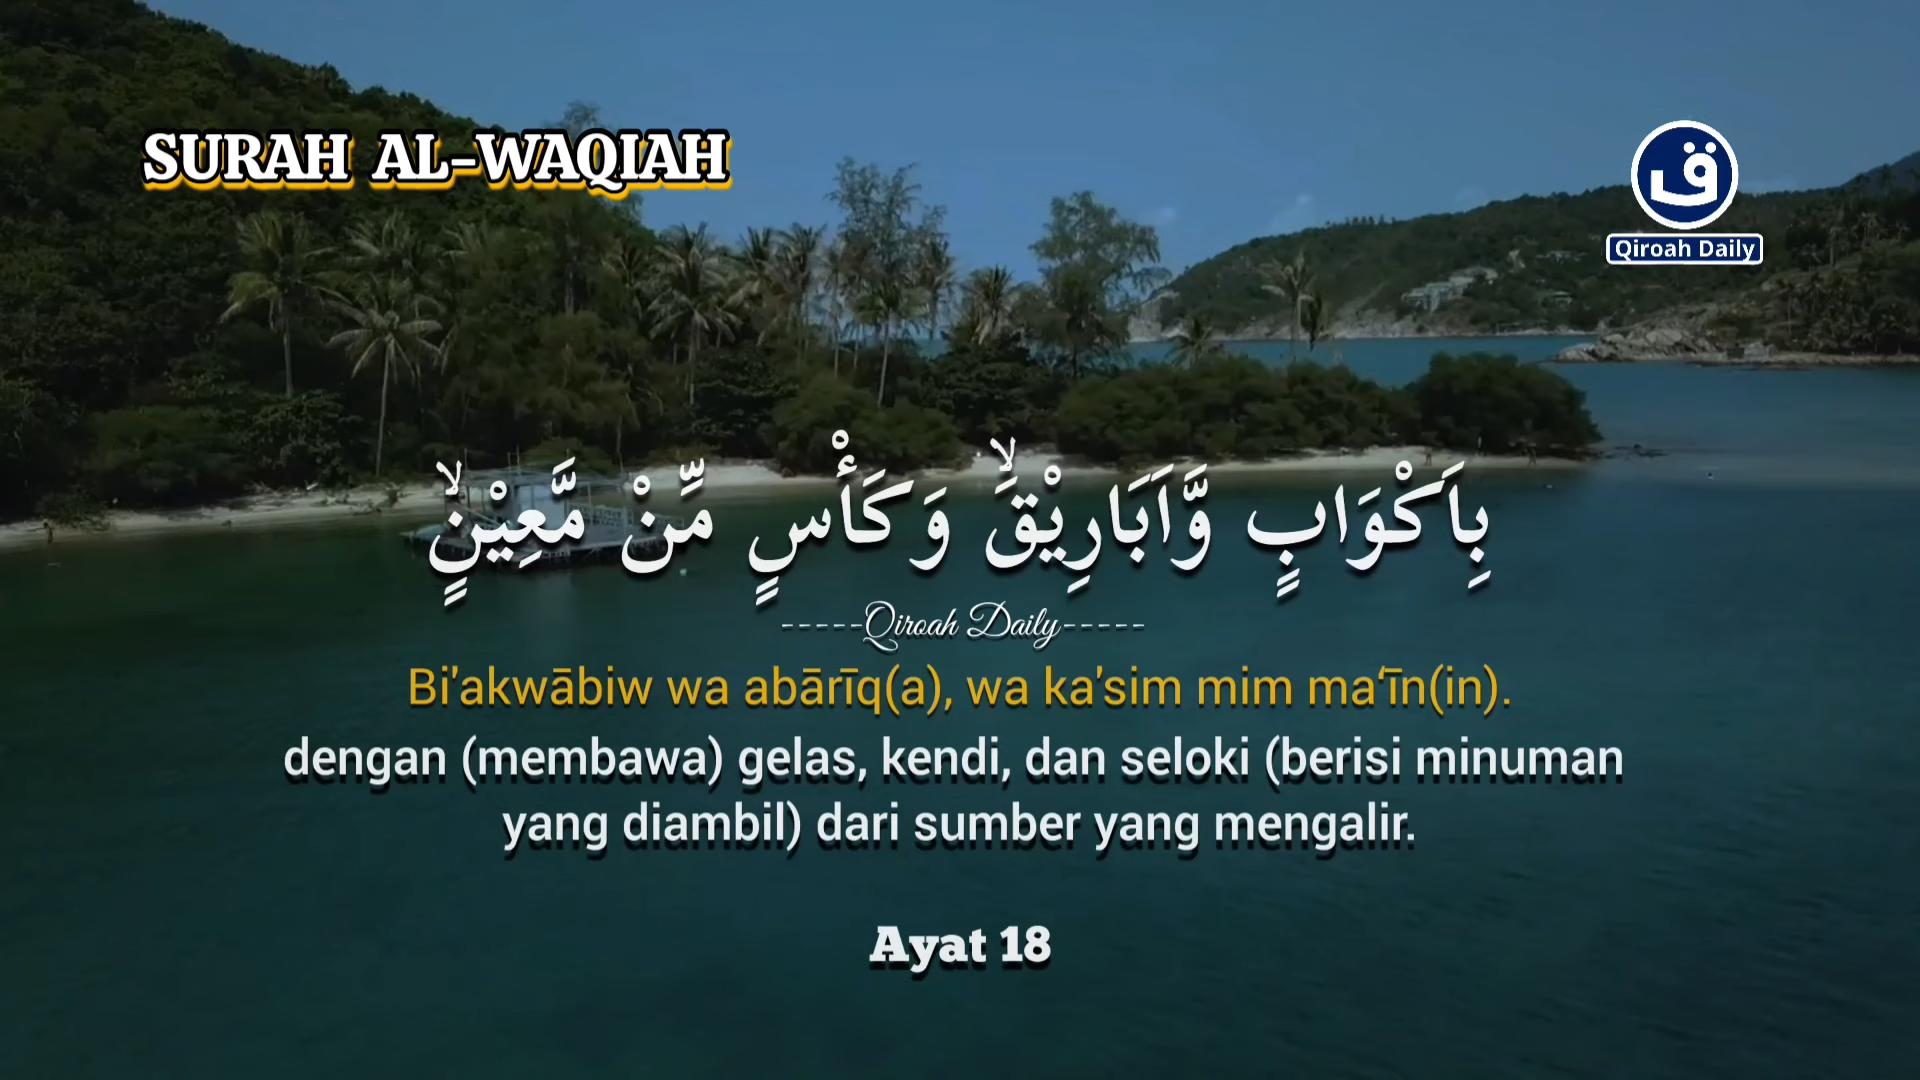 SURAH AL-WAQIAH
ق
Qiroah Daily
بِاَكْوَابٍ وَّاَبَارِيْقَۙ وَكَأْسٍ مِّنْ مَّعِيْنٍۙ
-----Qiroah Daily-----
Bi'akwābiw wa abārīq(a), wa ka'sim mim ma‘īn(in).
dengan (membawa) gelas, kendi, dan seloki (berisi minuman
yang diambil) dari sumber yang mengalir.
Ayat 18